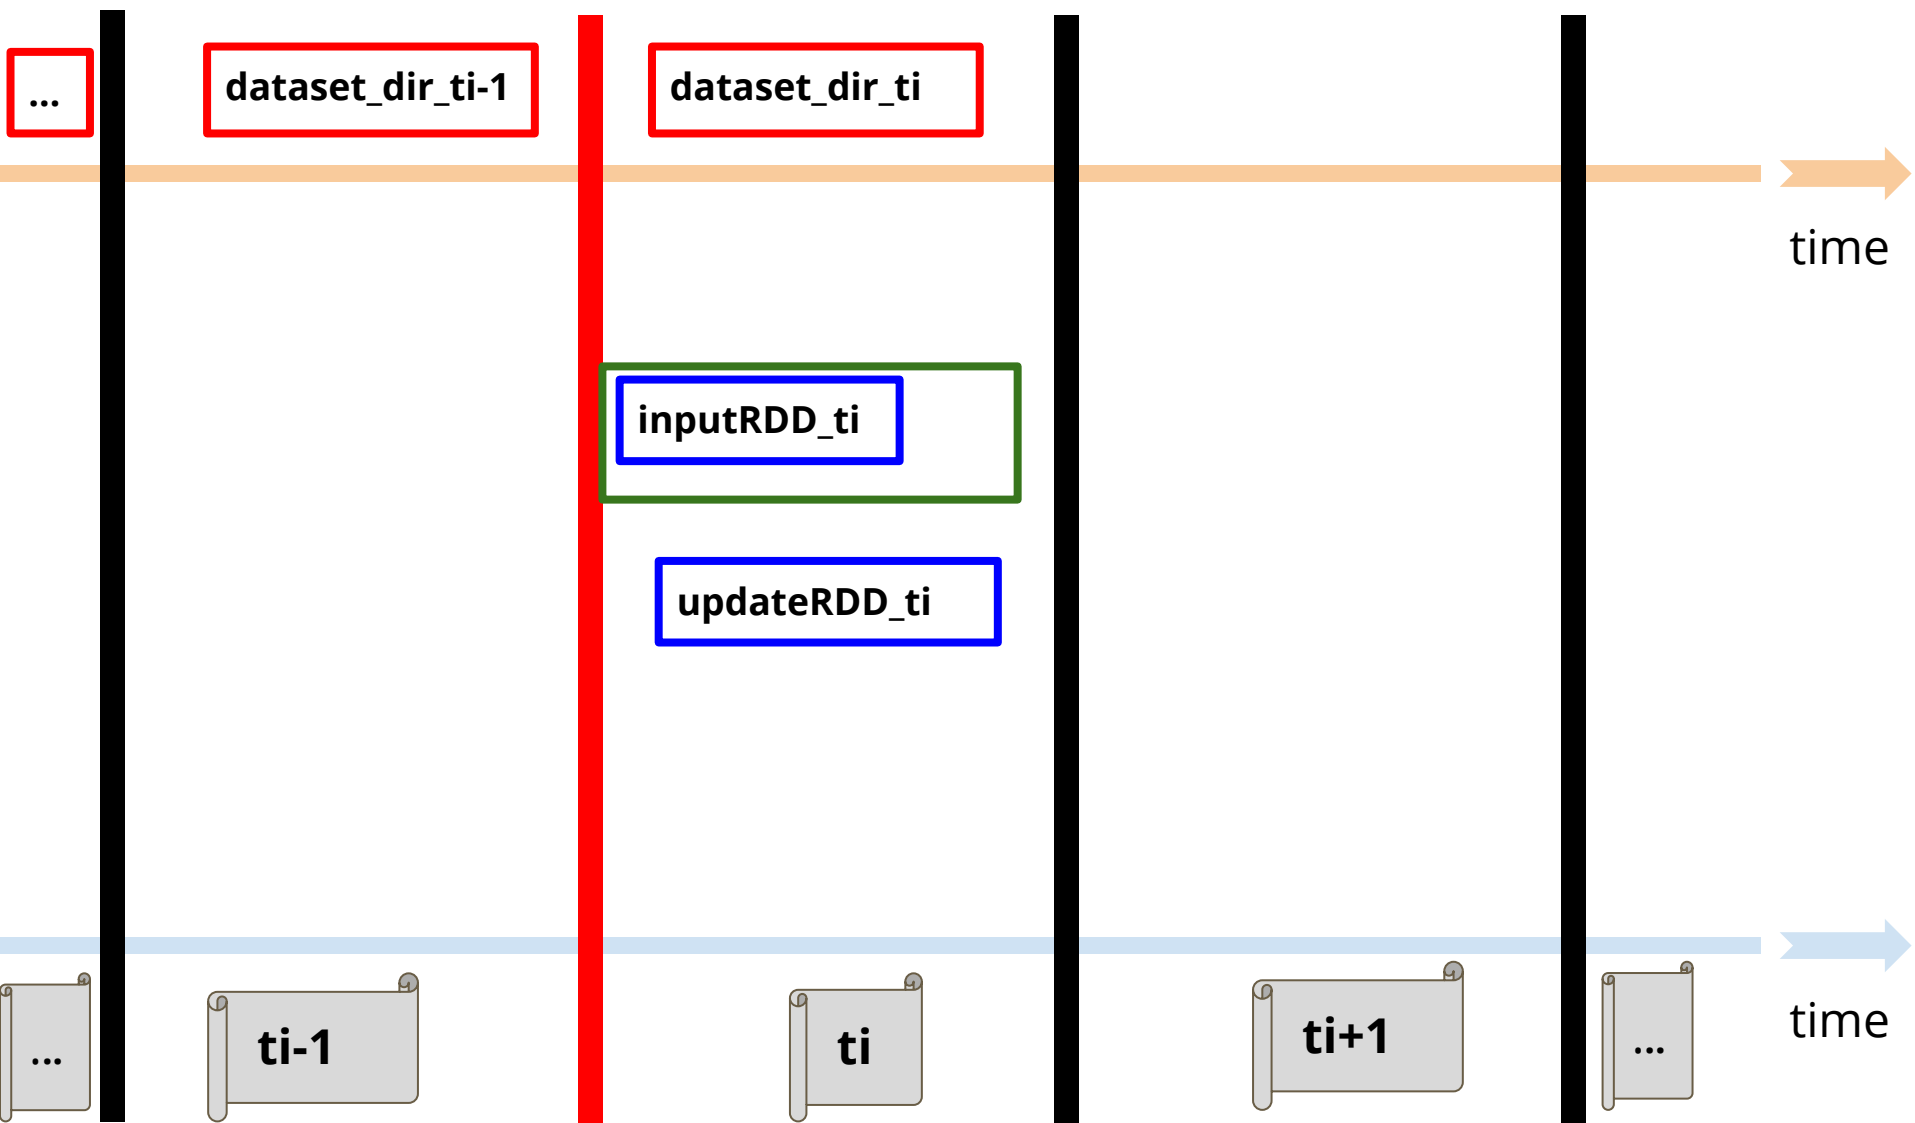 ...
dataset_dir_ti-1
dataset_dir_ti
time
inputRDD_ti
updateRDD_ti
...
ti-1
ti
ti+1
...
time